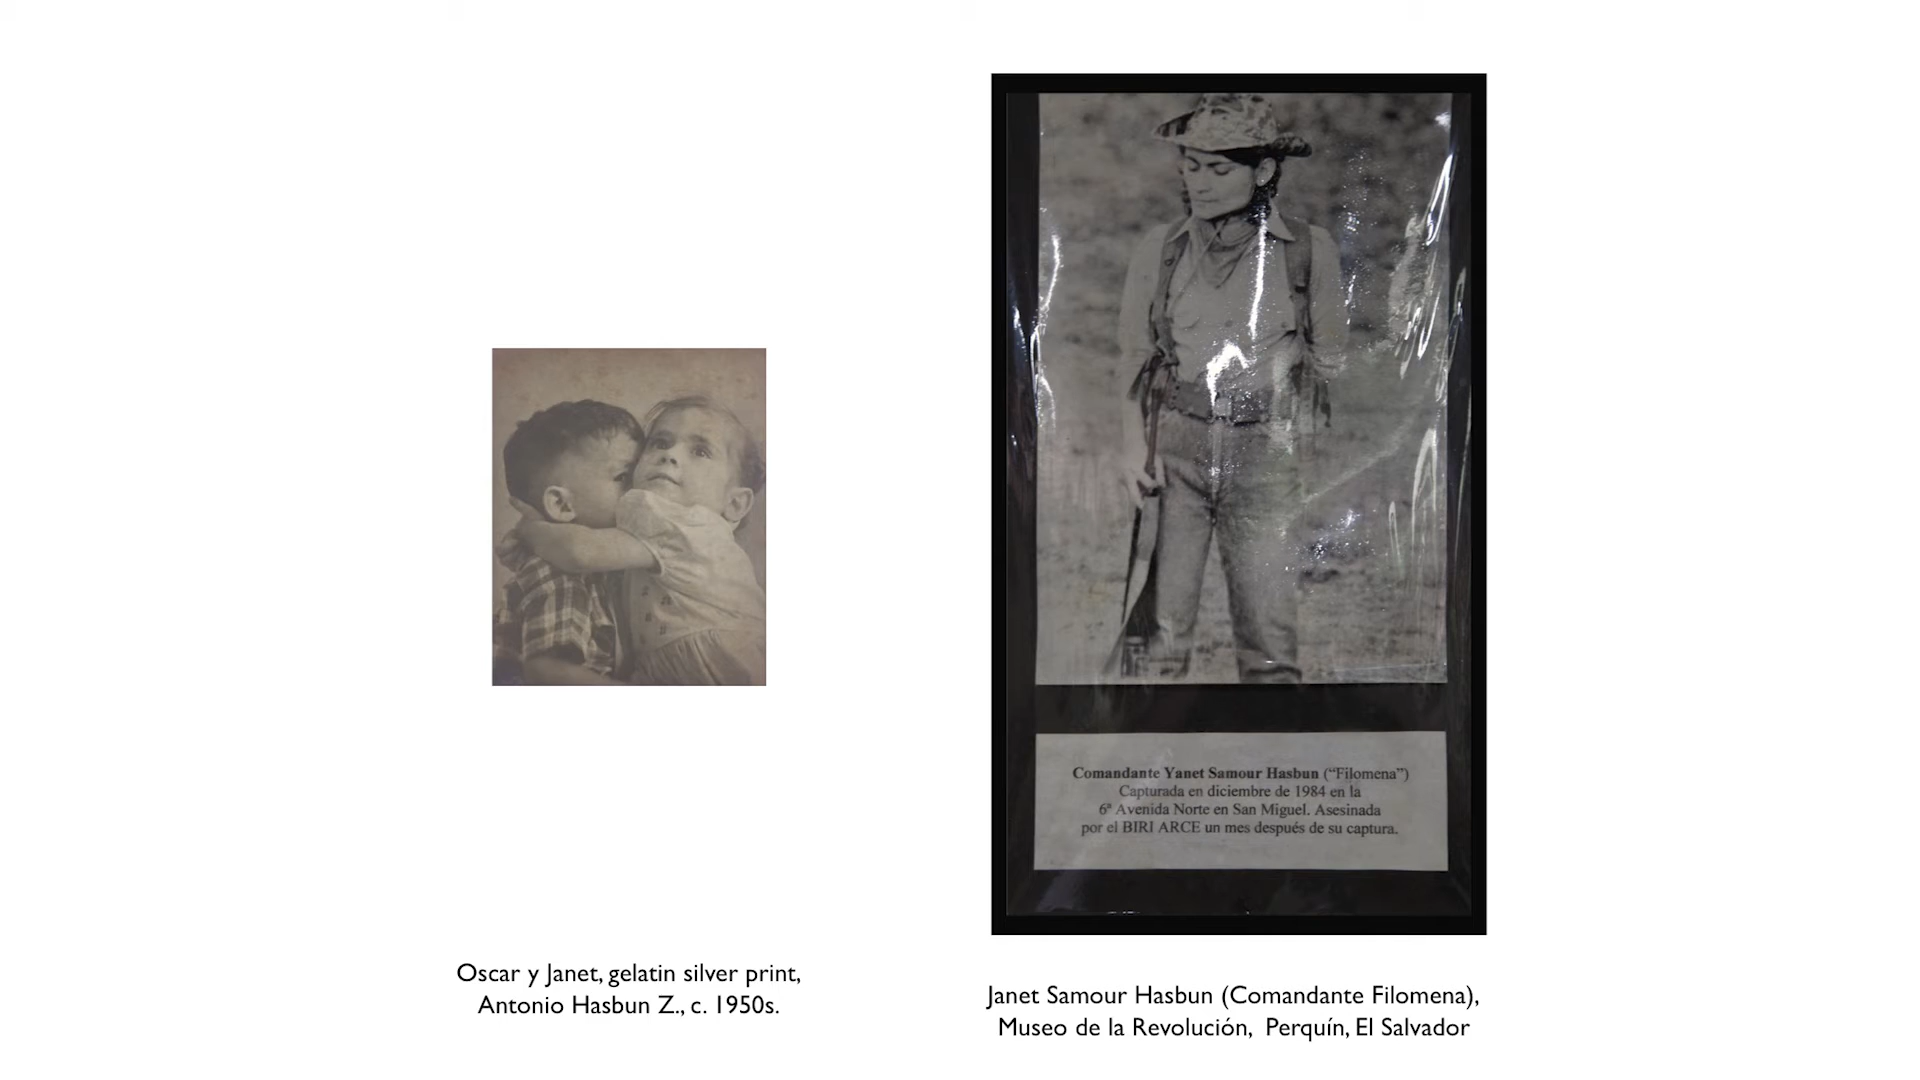 Comandante Yanet Samour Hasbun (“Filomena”)
Capturada en diciembre de 1984 en la
6ª Avenida Norte en San Miguel. Asesinada
por el BIRI ARCE un mes después de su captura.
Oscar y Janet, gelatin silver print,
Antonio Hasbun Z., c. 1950s.
Janet Samour Hasbun (Comandante Filomena),
Museo de la Revolución, Perquín, El Salvador